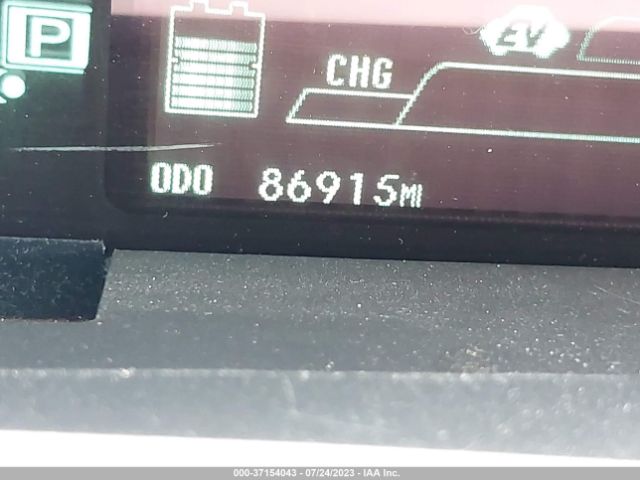 P
EV
CHG
ODO 86915MI
000-37154043 - 07/24/2023 - IAA Inc.